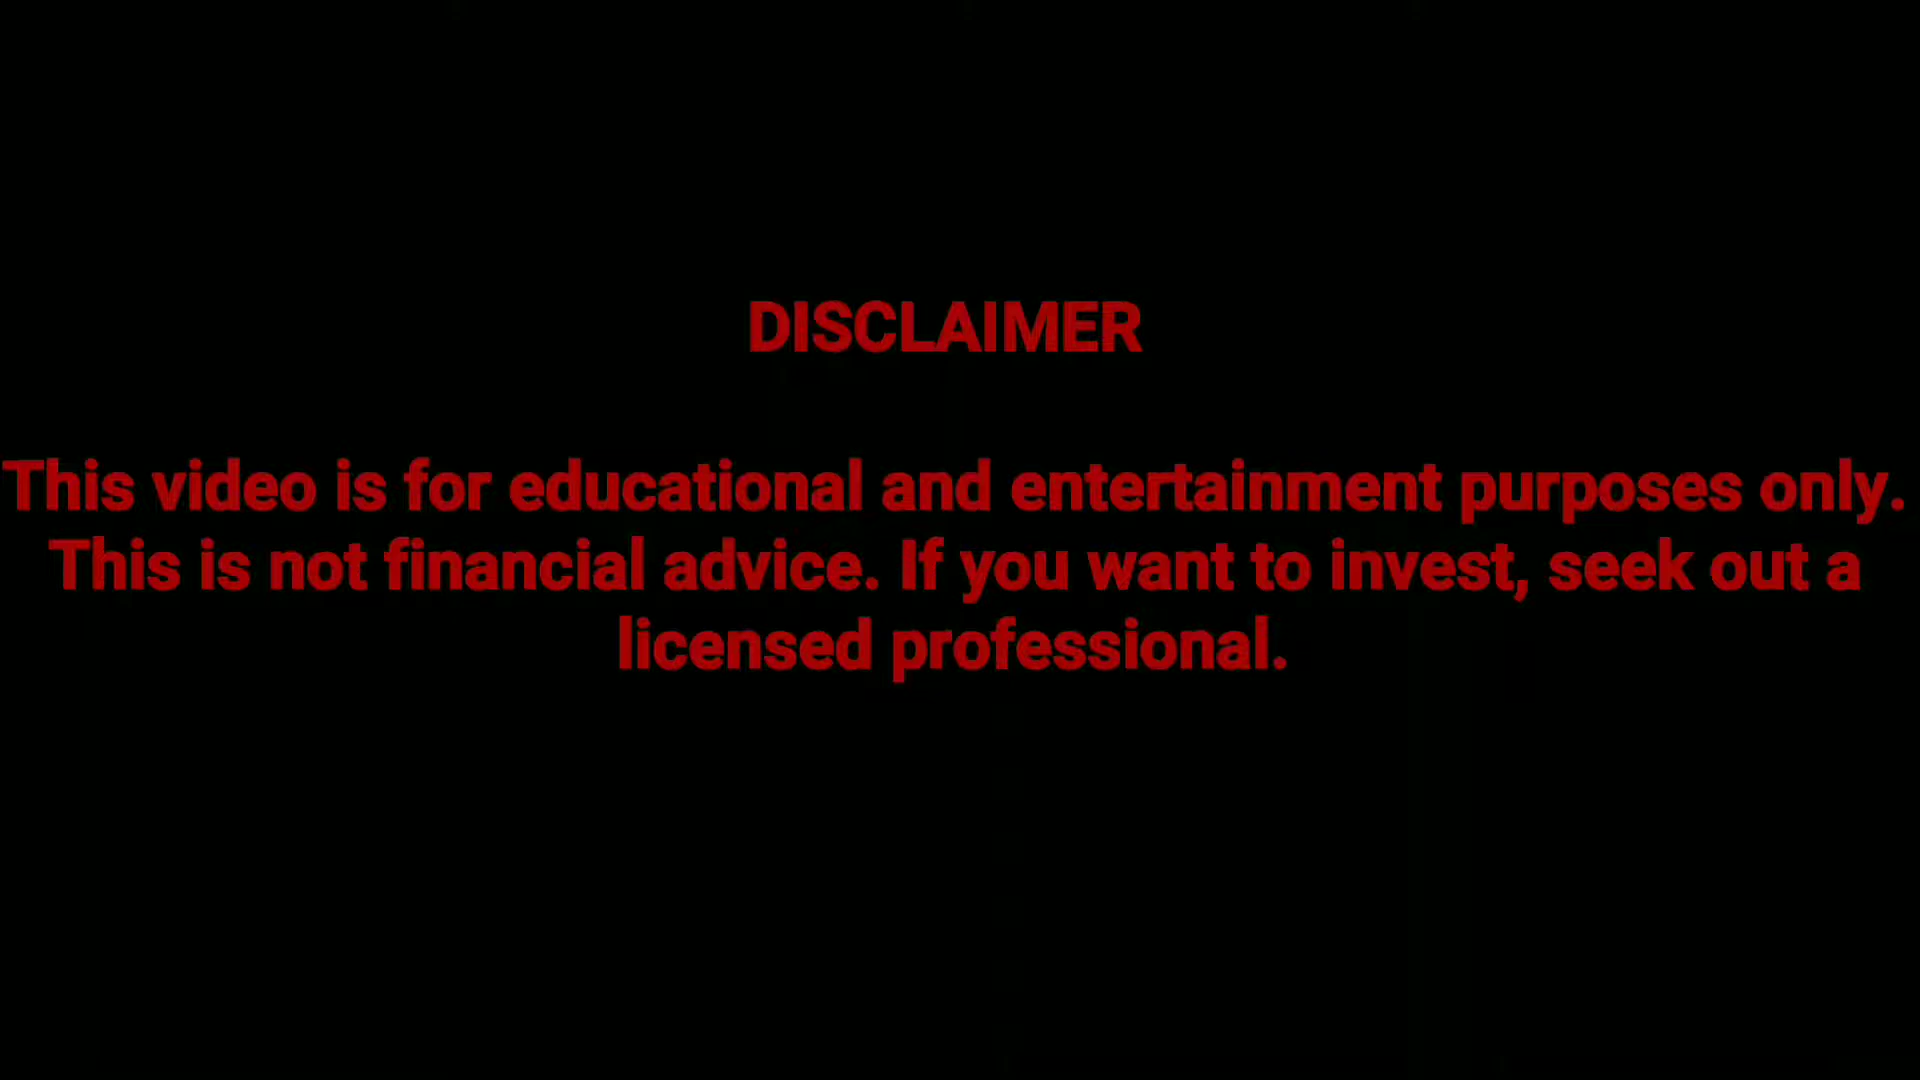 DISCLAIMER
This video is for educational and entertainment purposes only.
This is not financial advice. If you want to invest, seek out a
licensed professional.